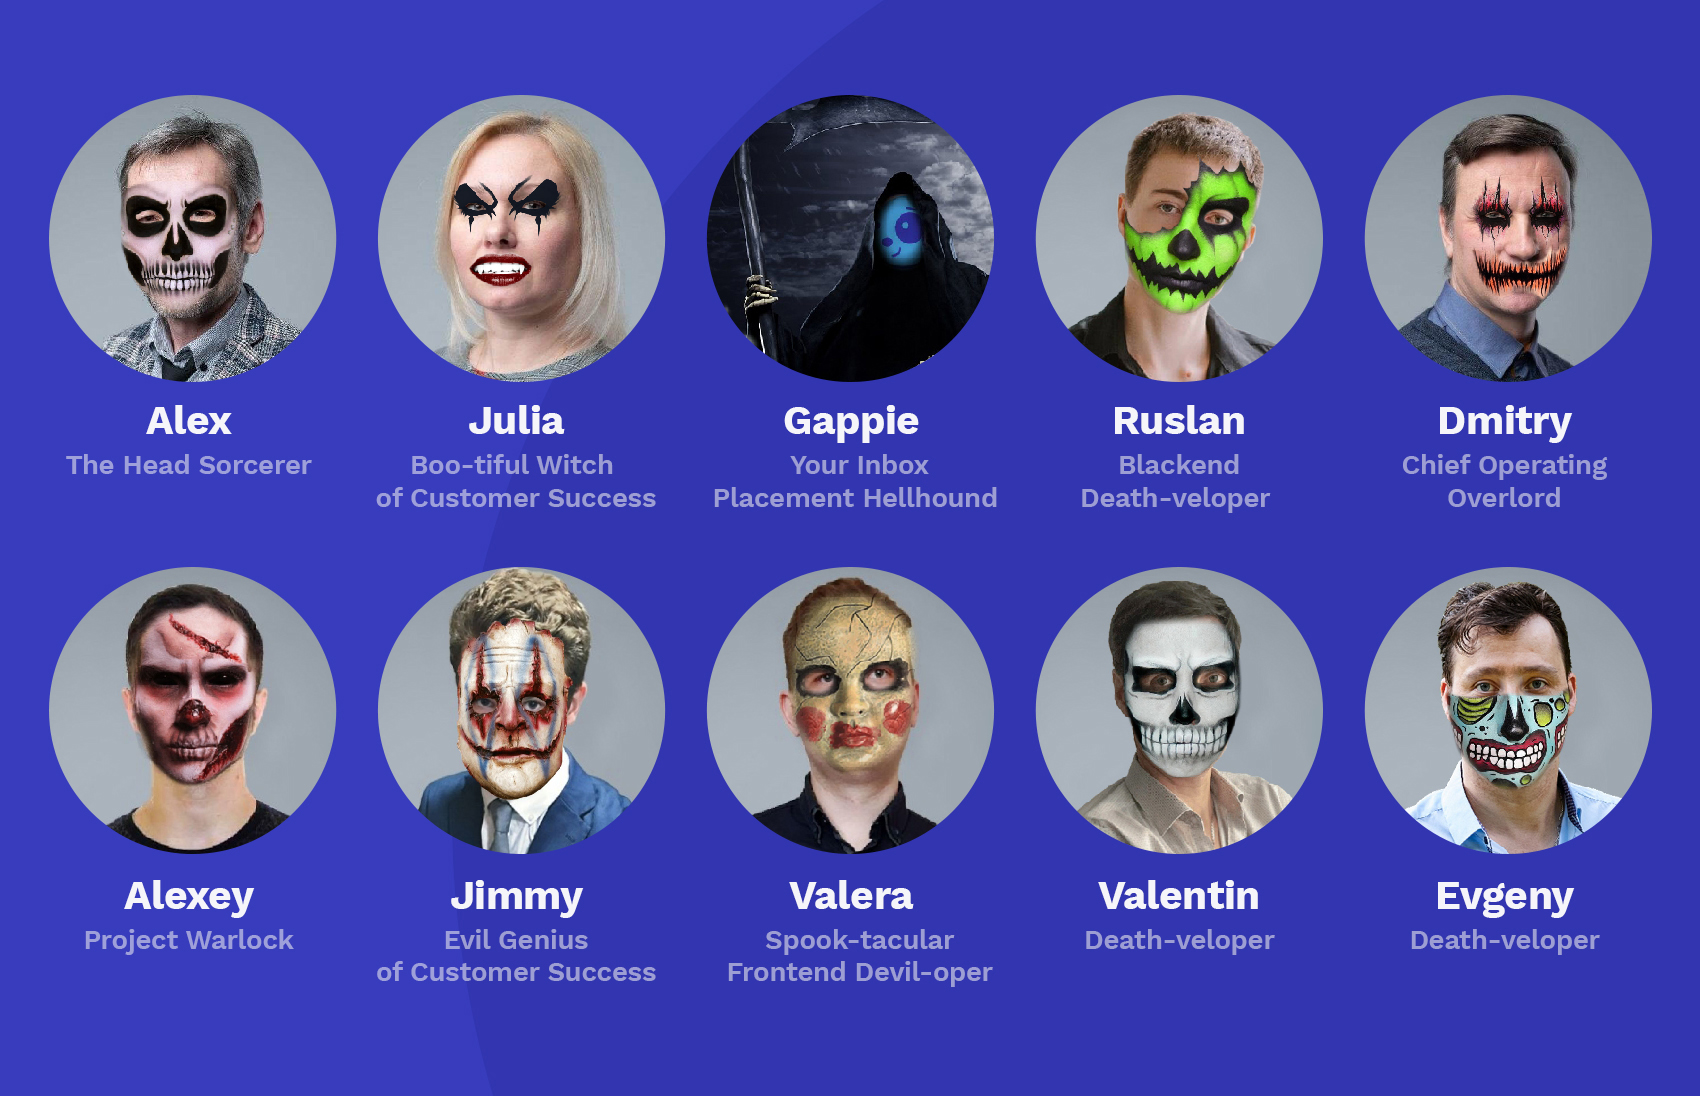 Alex
The Head Sorcerer
Julia
Boo-tiful Witch
of Customer Success
Gappie
Your Inbox
Placement Hellhound
Ruslan
Blackend
Death-veloper
Dmitry
Chief Operating
Overlord
Alexey
Project Warlock
Jimmy
Evil Genius
of Customer Success
Valera
Spook-tacular
Frontend Devil-oper
Valentin
Death-veloper
Evgeny
Death-veloper